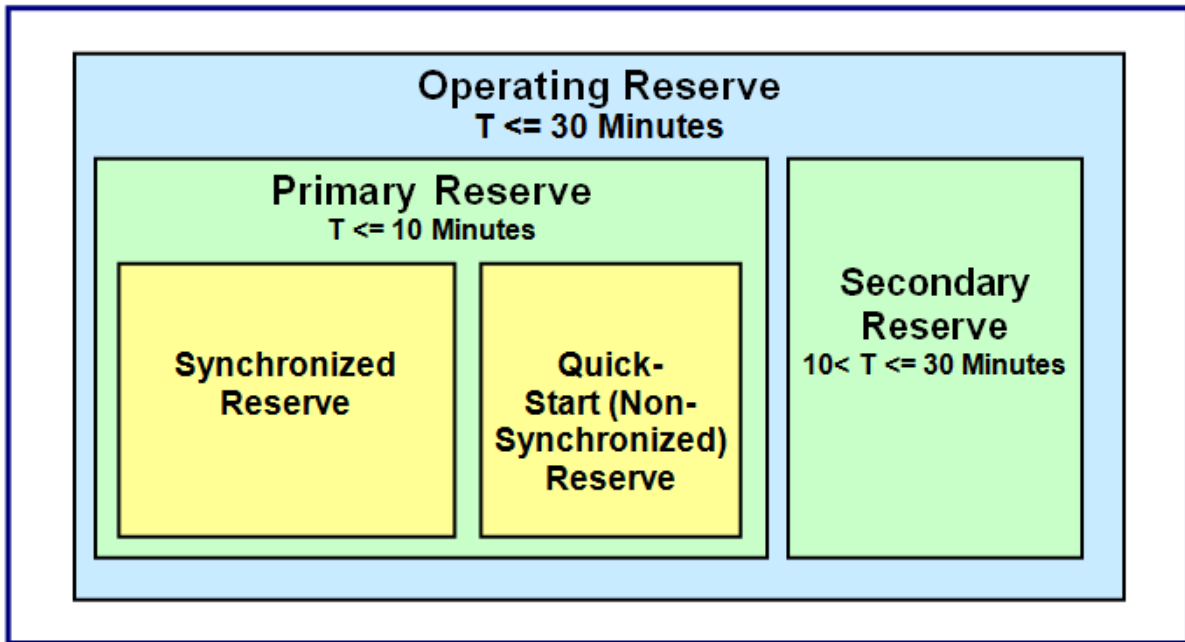 Operating Reserve
T <= 30 Minutes
Primary Reserve
T <= 10 Minutes
Synchronized
Reserve
Quick-
Start (Non-
Synchronized)
Reserve
Secondary
Reserve
10< T <= 30 Minutes